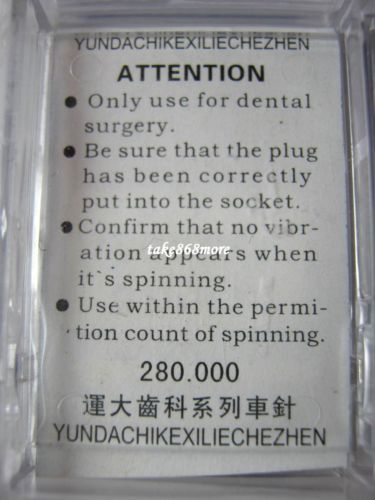 YUNDACHIKEXILIECHEZHEN
ATTENTION
● Only use for dental
surgery.
● Be sure that the plug
has been correctly
put into the socket.
● Confirm that no vibr-
ation appears when
take868more
it`s spinning.
● Use within the permi-
tion count of spinning.
280.000
運大齒科系列車針
YUNDACHIKEXILIECHEZHEN